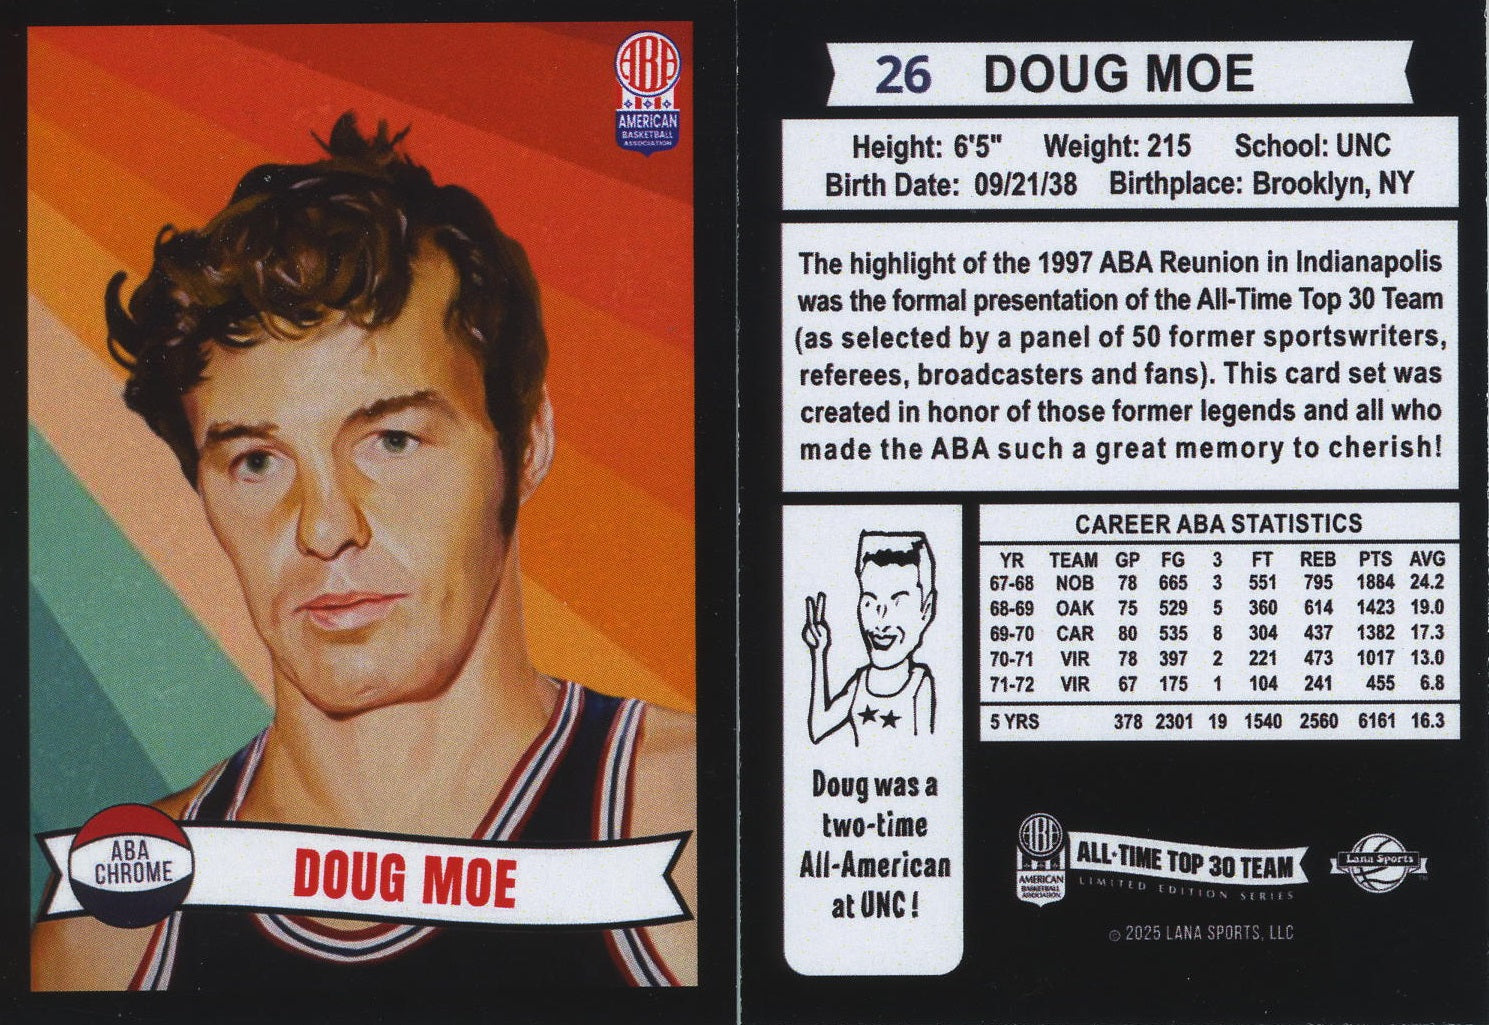 ABA
AMERICAN
BASKETBALL
ASSOCIATION
ABA
CHROME
DOUG MOE
26 DOUG MOE
Height: 6'5" Weight: 215 School: UNC
Birth Date: 09/21/38 Birthplace: Brooklyn, NY
The highlight of the 1997 ABA Reunion in Indianapolis
was the formal presentation of the All-Time Top 30 Team
(as selected by a panel of 50 former sportswriters,
referees, broadcasters and fans). This card set was
created in honor of those former legends and all who
made the ABA such a great memory to cherish!
Doug was a
two-time
All-American
at UNC!
CAREER ABA STATISTICS
YR TEAM GP FG 3 FT REB PTS AVG
67-68 NOB 78 665 3 551 795 1884 24.2
68-69 OAK 75 529 5 360 614 1423 19.0
69-70 CAR 80 535 8 304 437 1382 17.3
70-71 VIR 78 397 2 221 473 1017 13.0
71-72 VIR 67 175 1 104 241 455 6.8
5 YRS 378 2301 19 1540 2560 6161 16.3
ABA
AMERICAN
BASKETBALL
ASSOCIATION
ALL-TIME TOP 30 TEAM
LIMITED EDITION SERIES
Lana Sports
© 2025 LANA SPORTS, LLC